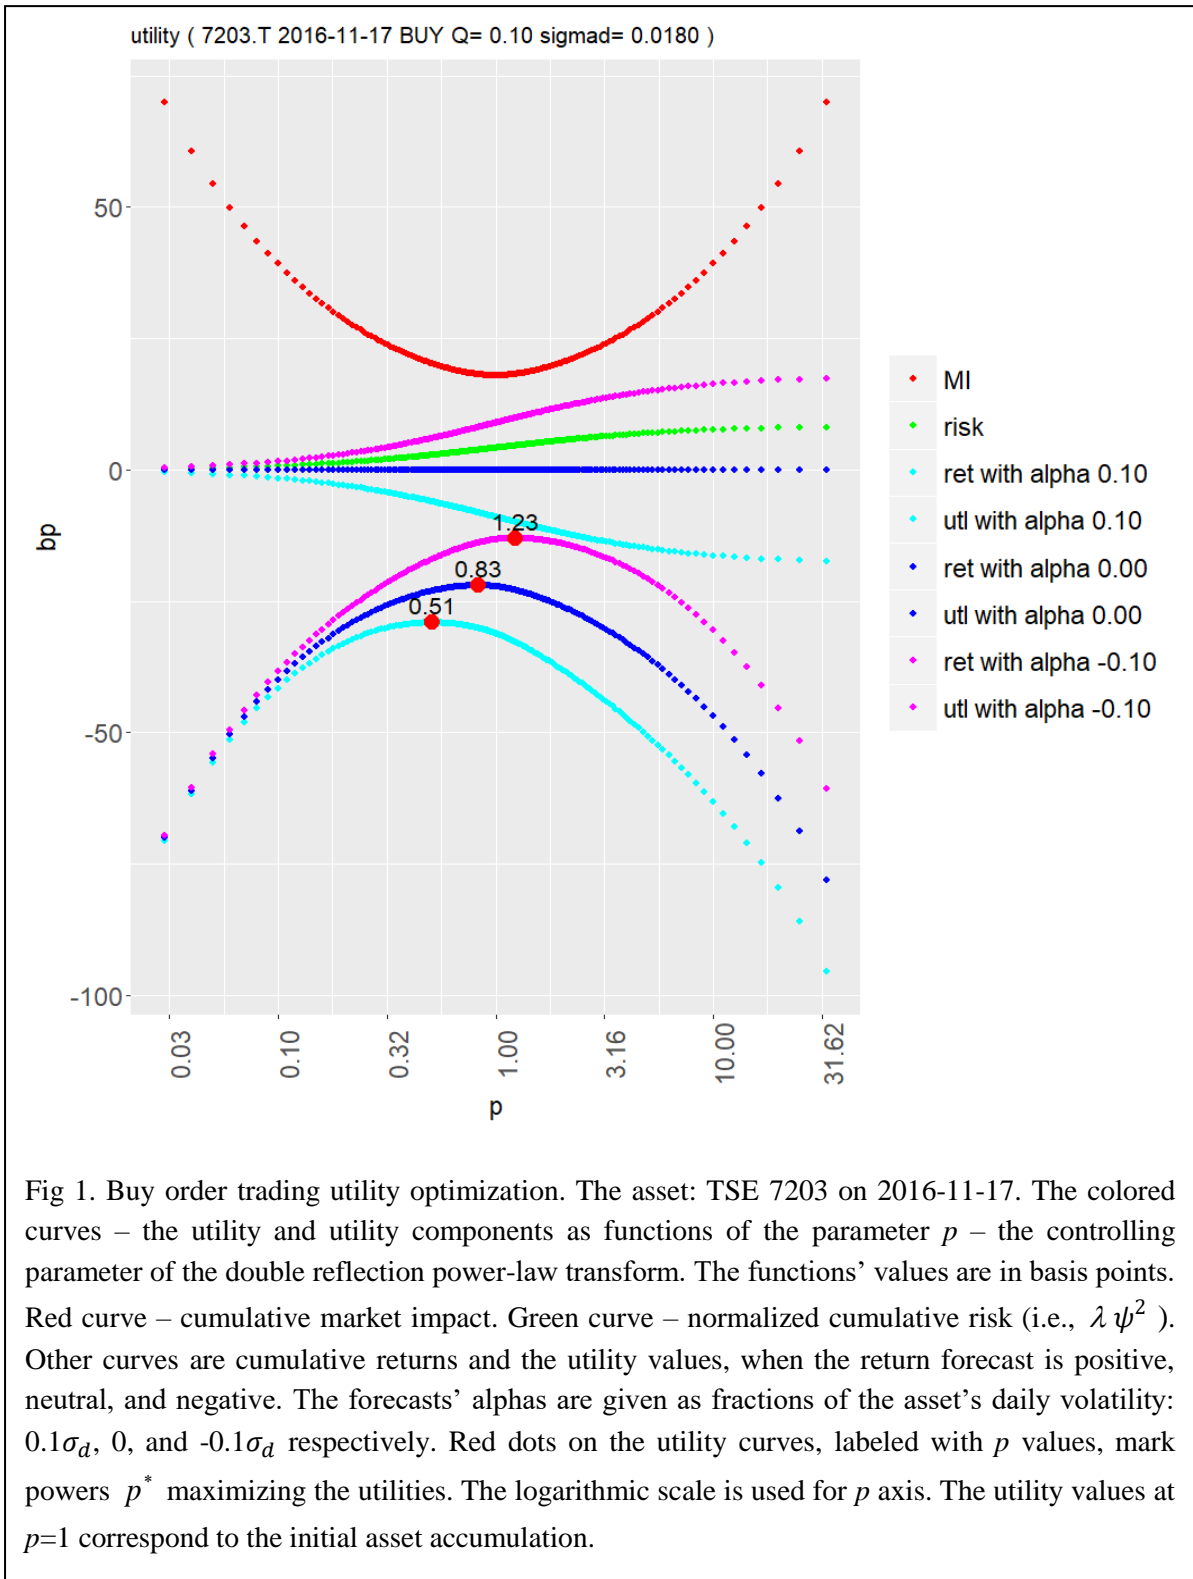 utility ( 7203.T 2016-11-17 BUY Q= 0.10 sigmad= 0.0180 )
50
0
-50
-100
bp
1.23
0.83
0.51
0.03
0.10
0.32
1.00
3.16
10.00
31.62
p
MI
risk
ret with alpha 0.10
utl with alpha 0.10
ret with alpha 0.00
utl with alpha 0.00
ret with alpha -0.10
utl with alpha -0.10
Fig 1. Buy order trading utility optimization. The asset: TSE 7203 on 2016-11-17. The colored
curves – the utility and utility components as functions of the parameter p – the controlling
parameter of the double reflection power-law transform. The functions’ values are in basis points.
Red curve – cumulative market impact. Green curve – normalized cumulative risk (i.e., λ ψ² ).
Other curves are cumulative returns and the utility values, when the return forecast is positive,
neutral, and negative. The forecasts’ alphas are given as fractions of the asset’s daily volatility:
0.1σ_d, 0, and -0.1σ_d respectively. Red dots on the utility curves, labeled with p values, mark
powers p* maximizing the utilities. The logarithmic scale is used for p axis. The utility values at
p=1 correspond to the initial asset accumulation.